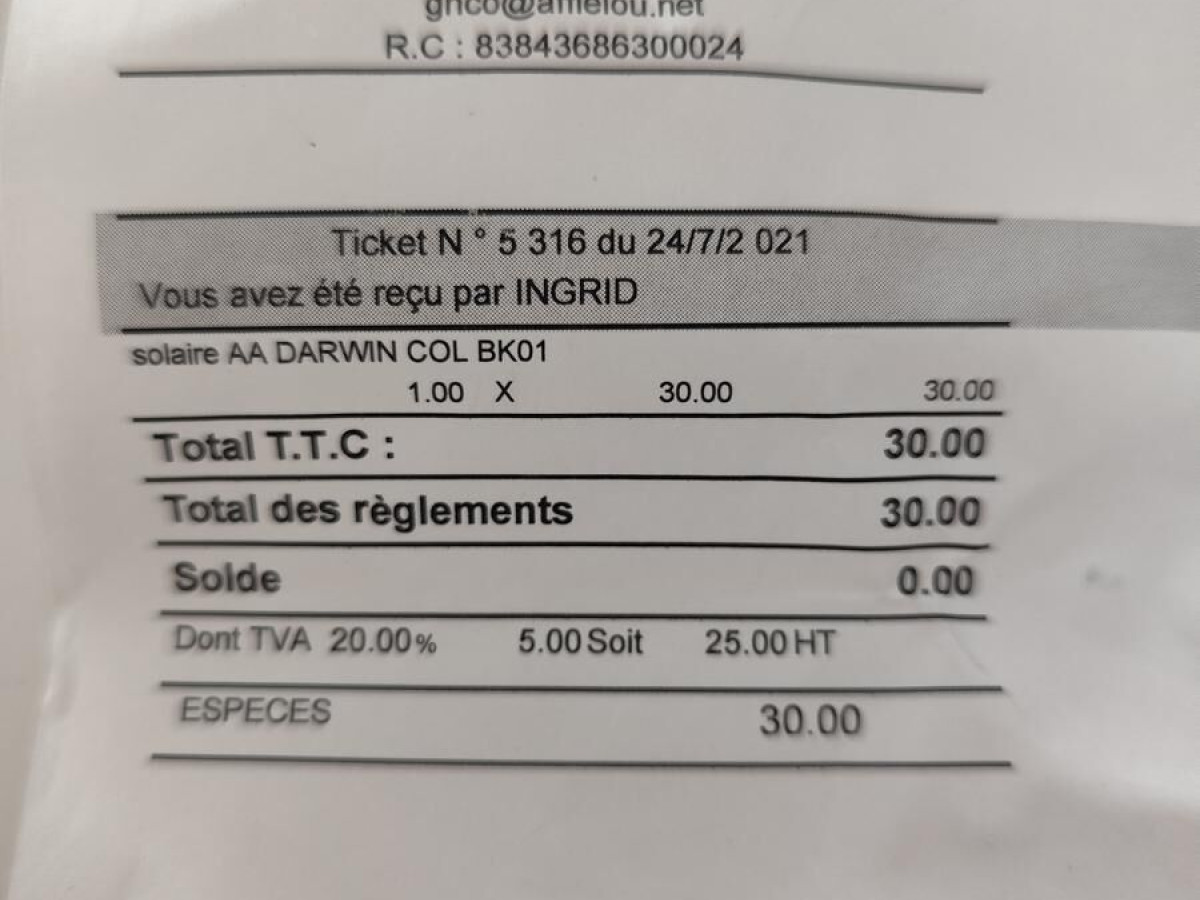 R.C : 83843686300024
Ticket N ° 5 316 du 24/7/2 021
Vous avez été reçu par INGRID
solaire AA DARWIN COL BK01
1.00 X 30.00 30.00
Total T.T.C : 30.00
Total des règlements 30.00
Solde 0.00
Dont TVA 20.00% 5.00 Soit 25.00 HT
ESPECES 30.00